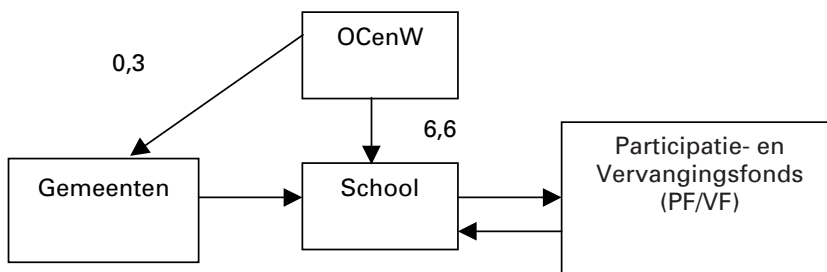 OCenW
0,3
6,6
Gemeenten
School
Participatie- en
Vervangingsfonds
(PF/VF)